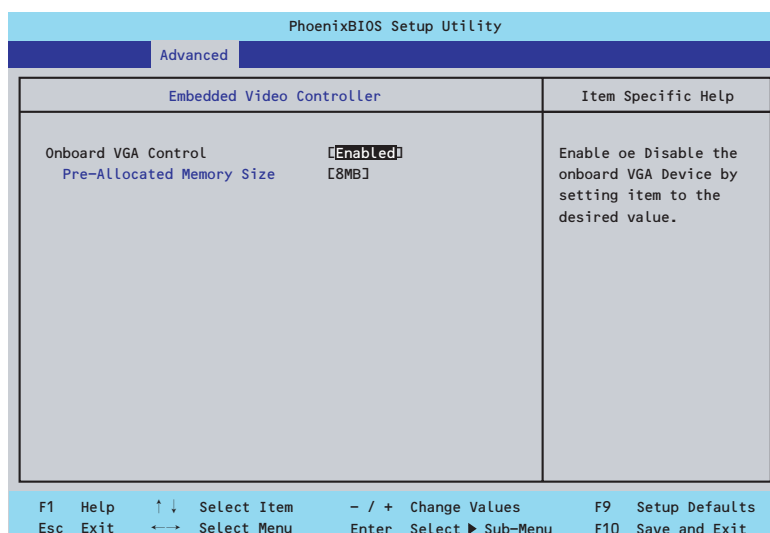 PhoenixBIOS Setup Utility
Advanced
Embedded Video Controller
Item Specific Help
Onboard VGA Control [Enabled]
Pre-Allocated Memory Size [8MB]
Enable oe Disable the
onboard VGA Device by
setting item to the
desired value.
F1 Help ↑↓ Select Item - / + Change Values F9 Setup Defaults
Esc Exit ←→ Select Menu Enter Select ▶ Sub-Menu F10 Save and Exit